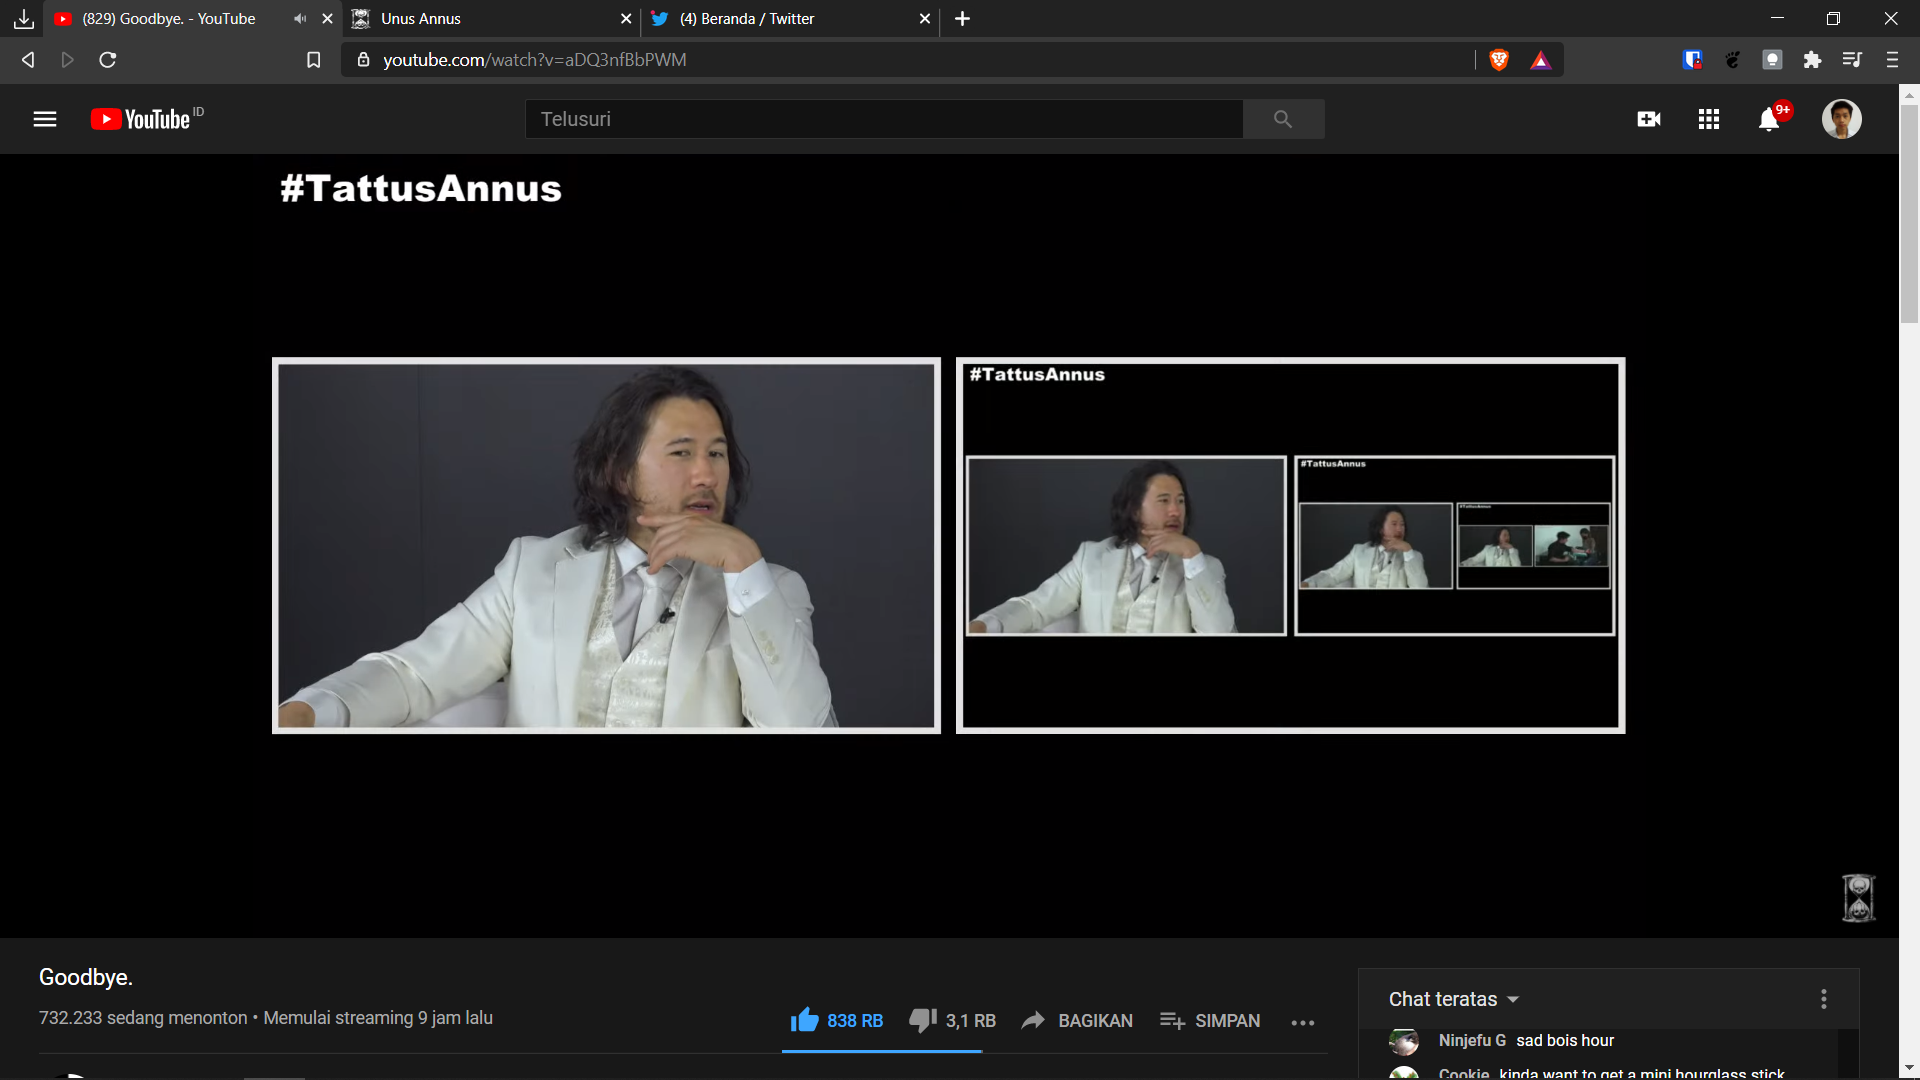 (829) Goodbye. - YouTube
Unus Annus
(4) Beranda / Twitter
youtube.com/watch?v=aDQ3nfBbPWM
YouTube ID
Telusuri
9+
#TattusAnnus
#TattusAnnus
#TattusAnnus
#TattusAnnus
Goodbye.
732.233 sedang menonton • Memulai streaming 9 jam lalu
838 RB
3,1 RB
BAGIKAN
SIMPAN
Chat teratas
Ninjefu G sad bois hour
Cookie kinda want to get a mini hourglass stick